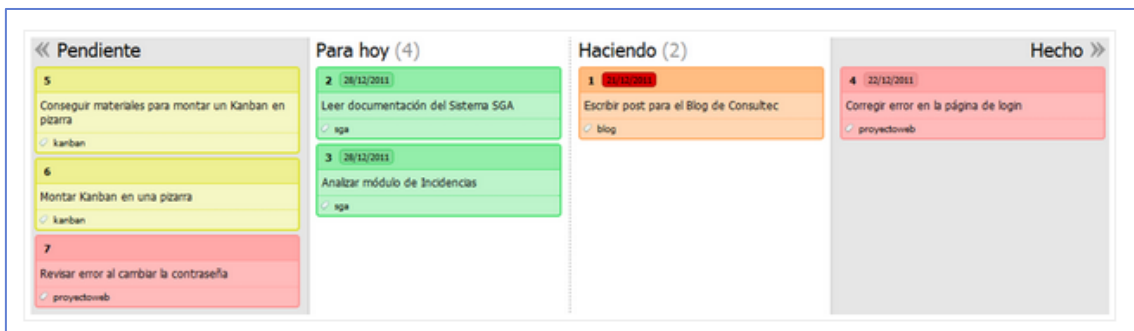 « Pendiente
5
Conseguir materiales para montar un Kanban en
pizarra
kanban
6
Montar Kanban en una pizarra
kanban
7
Revisar error al cambiar la contraseña
proyectoweb
Para hoy (4)
2 28/12/2011
Leer documentación del Sistema SGA
sga
3 28/12/2011
Analizar módulo de Incidencias
sga
Haciendo (2)
1 21/12/2011
Escribir post para el Blog de Consultec
blog
Hecho »
4 22/12/2011
Corregir error en la página de login
proyectoweb